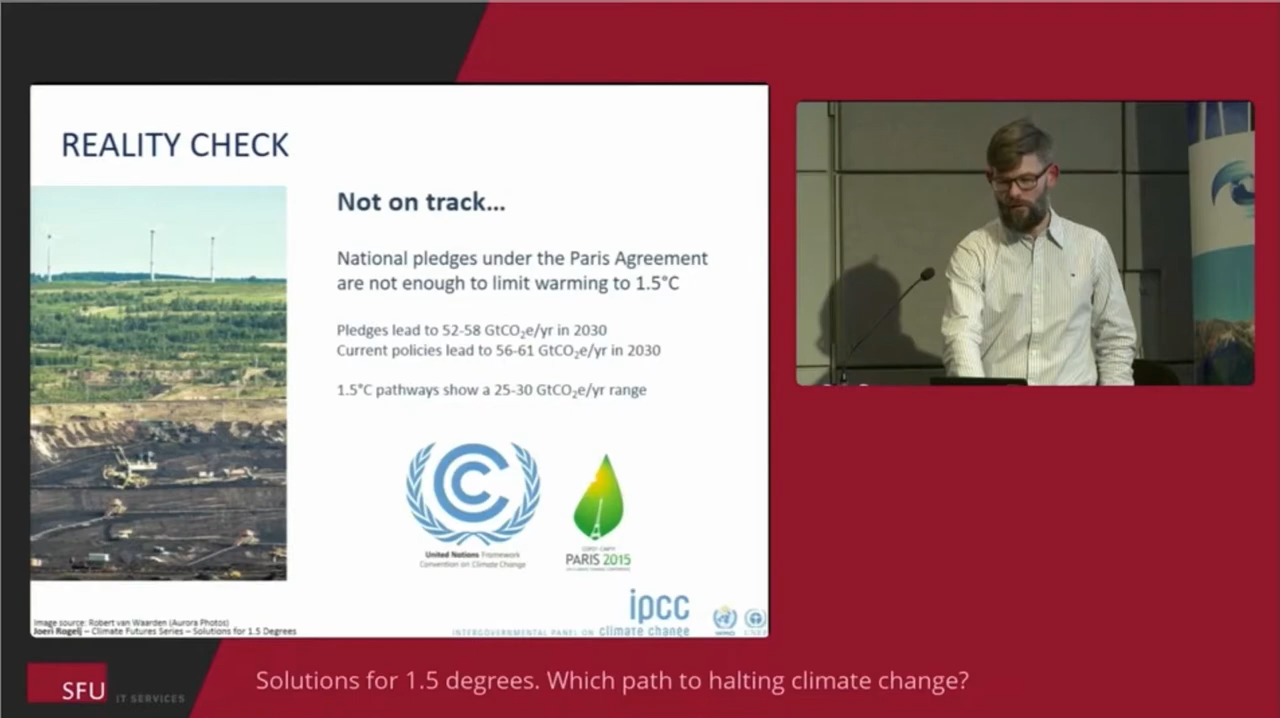 REALITY CHECK
Not on track...
National pledges under the Paris Agreement
are not enough to limit warming to 1.5°C
Pledges lead to 52-58 GtCO₂e/yr in 2030
Current policies lead to 56-61 GtCO₂e/yr in 2030
1.5°C pathways show a 25-30 GtCO₂e/yr range
United Nations Framework
Convention on Climate Change
PARIS 2015
ipcc
INTERGOVERNMENTAL PANEL ON climate change
Image source: Robert van Waarden (Aurora Photos)
Joeri Rogelj – Climate Futures Series – Solutions for 1.5 Degrees
SFU IT SERVICES
Solutions for 1.5 degrees. Which path to halting climate change?